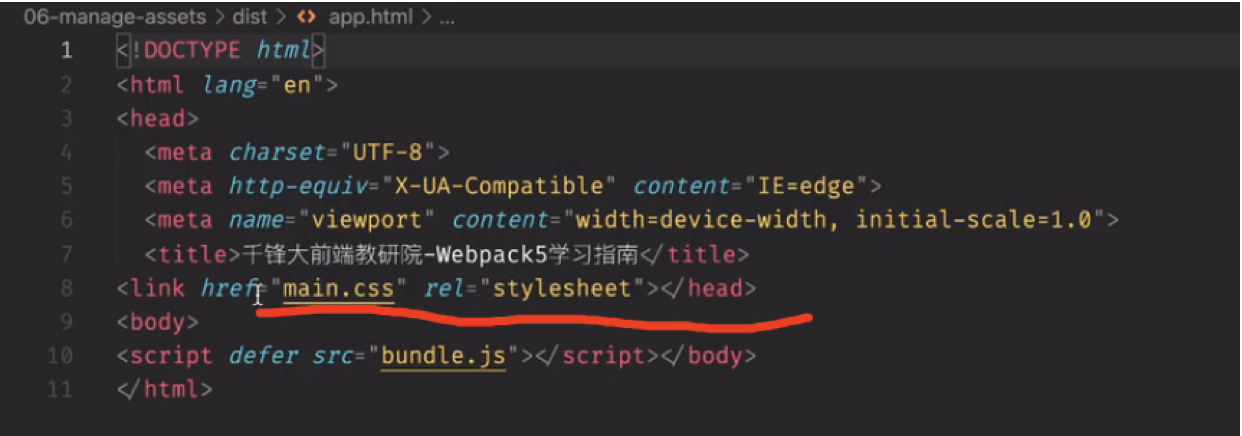 06-manage-assets > dist > <> app.html > ...
1 <!DOCTYPE html>
2 <html lang="en">
3 <head>
4 <meta charset="UTF-8">
5 <meta http-equiv="X-UA-Compatible" content="IE=edge">
6 <meta name="viewport" content="width=device-width, initial-scale=1.0">
7 <title>千锋大前端教研院-Webpack5学习指南</title>
8 <link href="main.css" rel="stylesheet"></head>
9 <body>
10 <script defer src="bundle.js"></script></body>
11 </html>